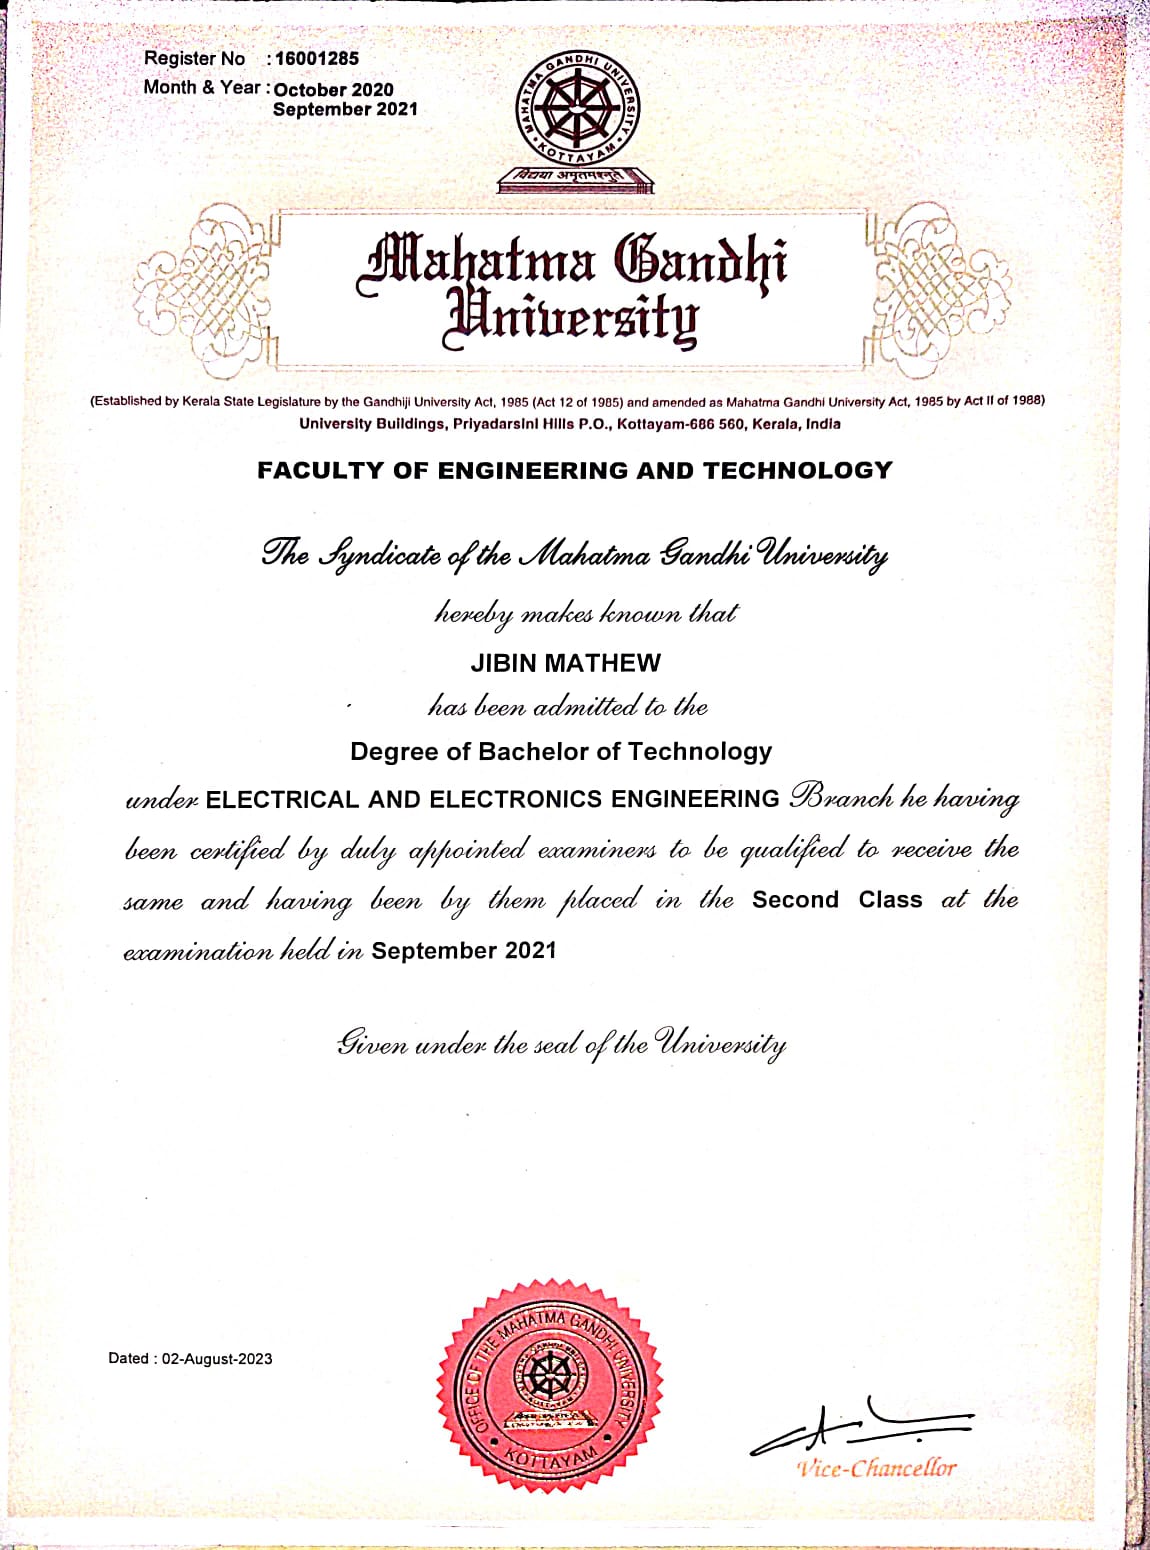 Register No : 16001285
Month & Year : October 2020
September 2021
MAHATMA GANDHI UNIVERSITY
KOTTAYAM
विद्यया अमृतमश्नुते
Mahatma Gandhi
University
(Established by Kerala State Legislature by the Gandhiji University Act, 1985 (Act 12 of 1985) and amended as Mahatma Gandhi University Act, 1985 by Act II of 1988)
University Buildings, Priyadarsini Hills P.O., Kottayam-686 560, Kerala, India
FACULTY OF ENGINEERING AND TECHNOLOGY
The Syndicate of the Mahatma Gandhi University
hereby makes known that
JIBIN MATHEW
has been admitted to the
Degree of Bachelor of Technology
under ELECTRICAL AND ELECTRONICS ENGINEERING Branch he having
been certified by duly appointed examiners to be qualified to receive the
same and having been by them placed in the Second Class at the
examination held in September 2021
Given under the seal of the University
Dated : 02-August-2023
OFFICE OF THE MAHATMA GANDHI UNIVERSITY
KOTTAYAM
Vice-Chancellor